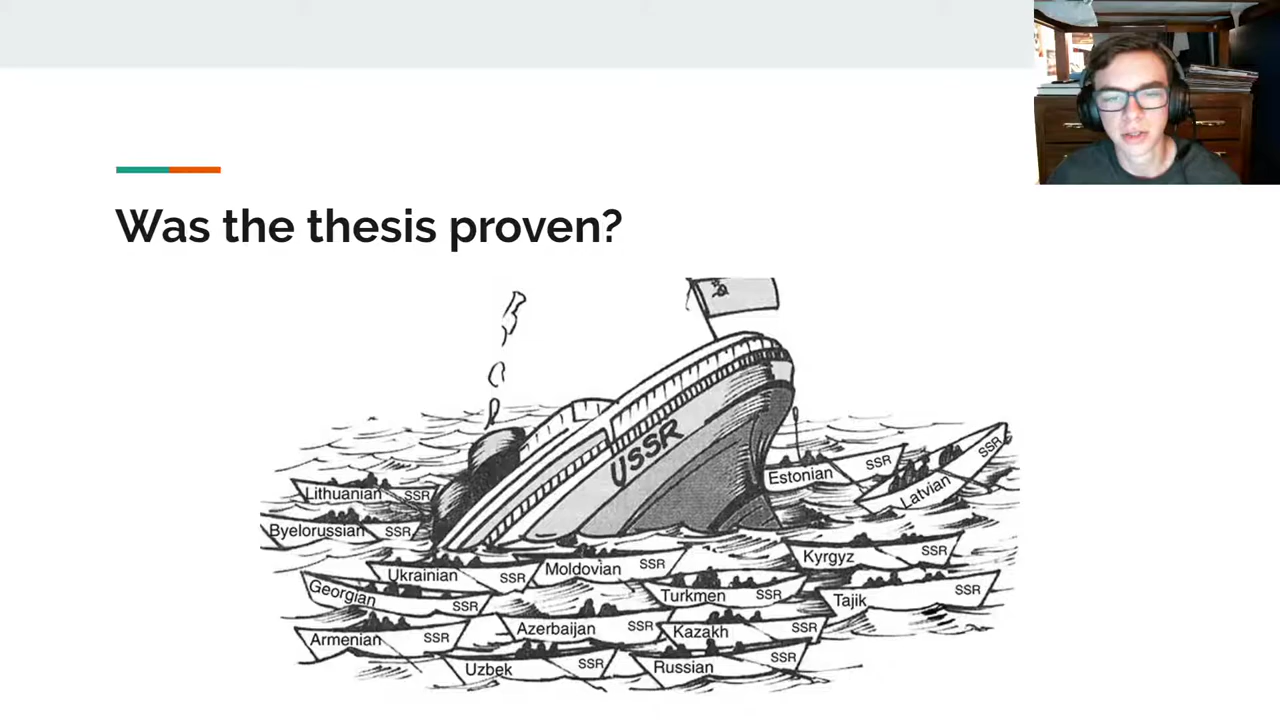 Was the thesis proven?
USSR
Lithuanian SSR
Byelorussian SSR
Estonian SSR
Latvian SSR
Ukrainian SSR
Moldovian SSR
Kyrgyz SSR
Georgian SSR
Turkmen SSR
Tajik SSR
Armenian SSR
Azerbaijan SSR
Kazakh SSR
Uzbek SSR
Russian SSR